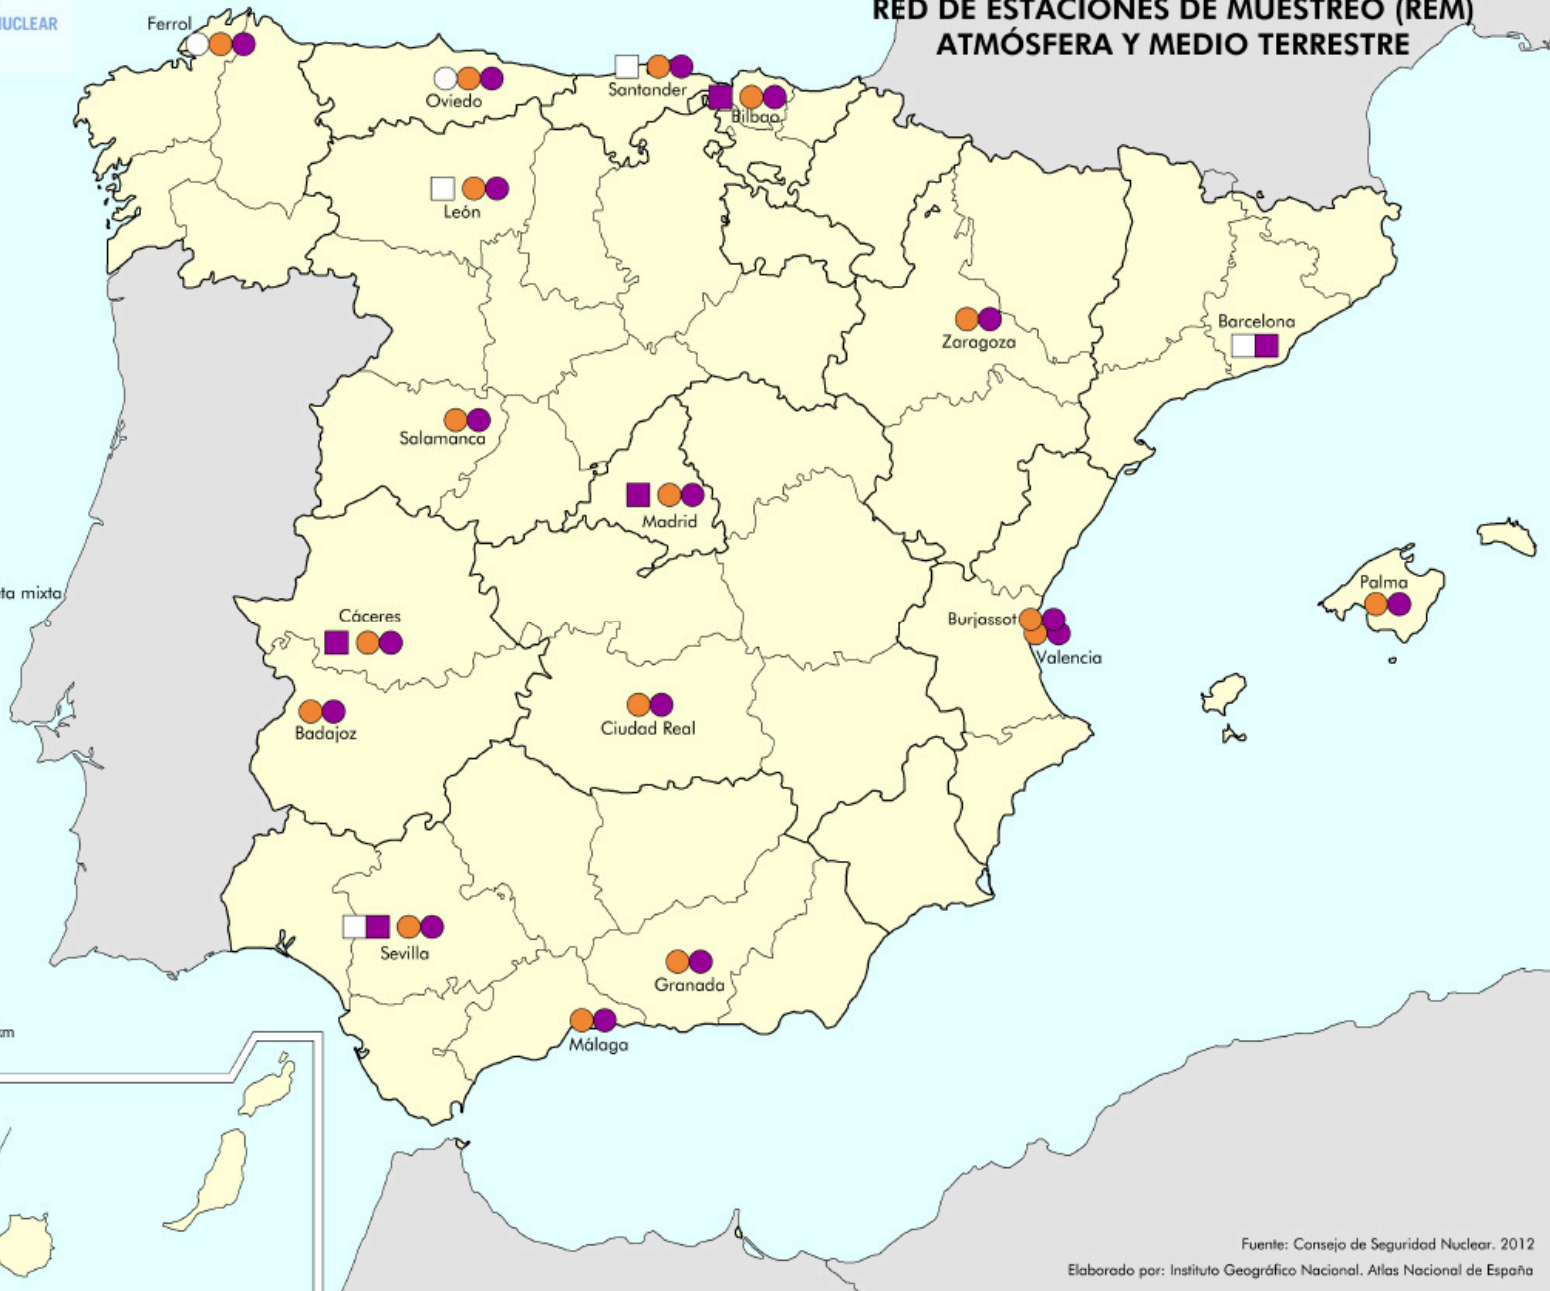 RED DE ESTACIONES DE MUESTREO (REM)
ATMÓSFERA Y MEDIO TERRESTRE
NUCLEAR
Ferrol
Oviedo
Santander
Bilbao
León
Zaragoza
Barcelona
Salamanca
Madrid
Palma
ta mixta
Cáceres
Burjassot
Valencia
Badajoz
Ciudad Real
Sevilla
Granada
Málaga
km
Fuente: Consejo de Seguridad Nuclear. 2012
Elaborado por: Instituto Geográfico Nacional. Atlas Nacional de España